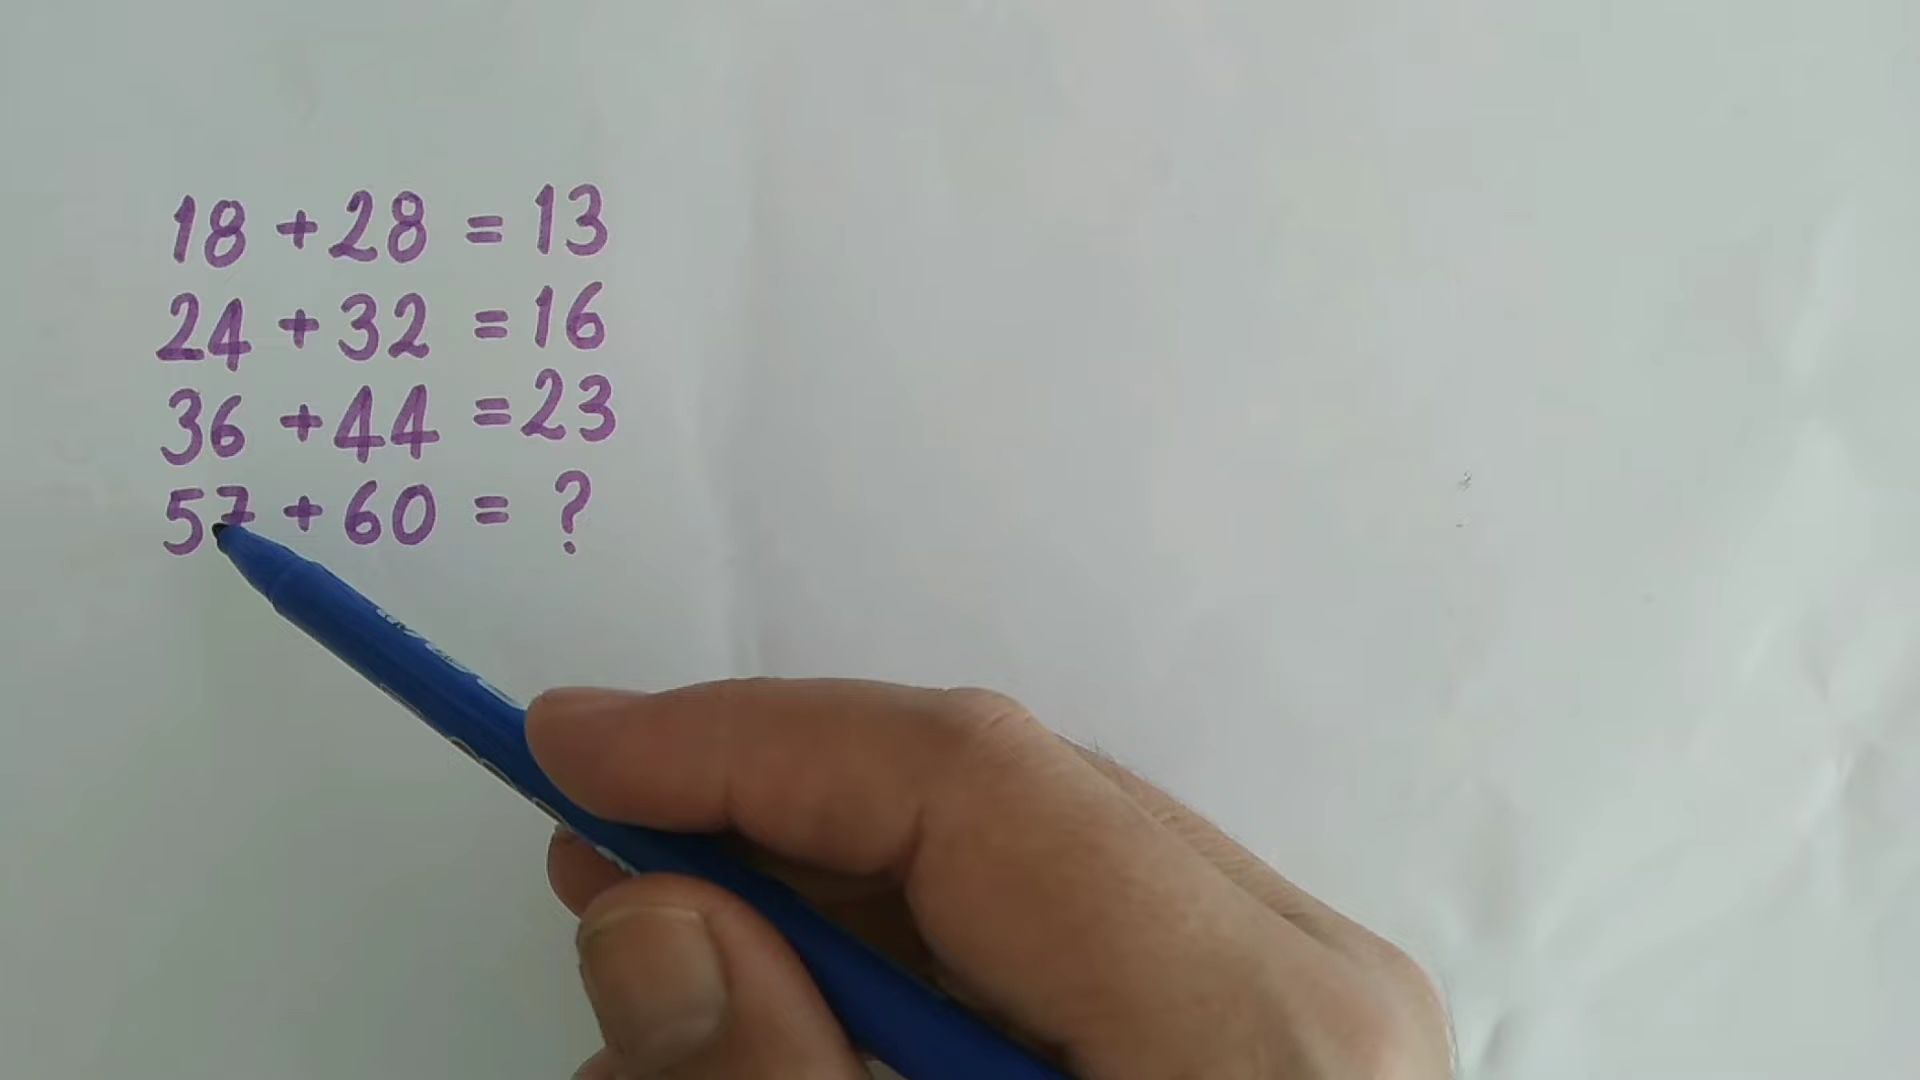 18 + 28 = 13
24 + 32 = 16
36 + 44 = 23
57 + 60 = ?